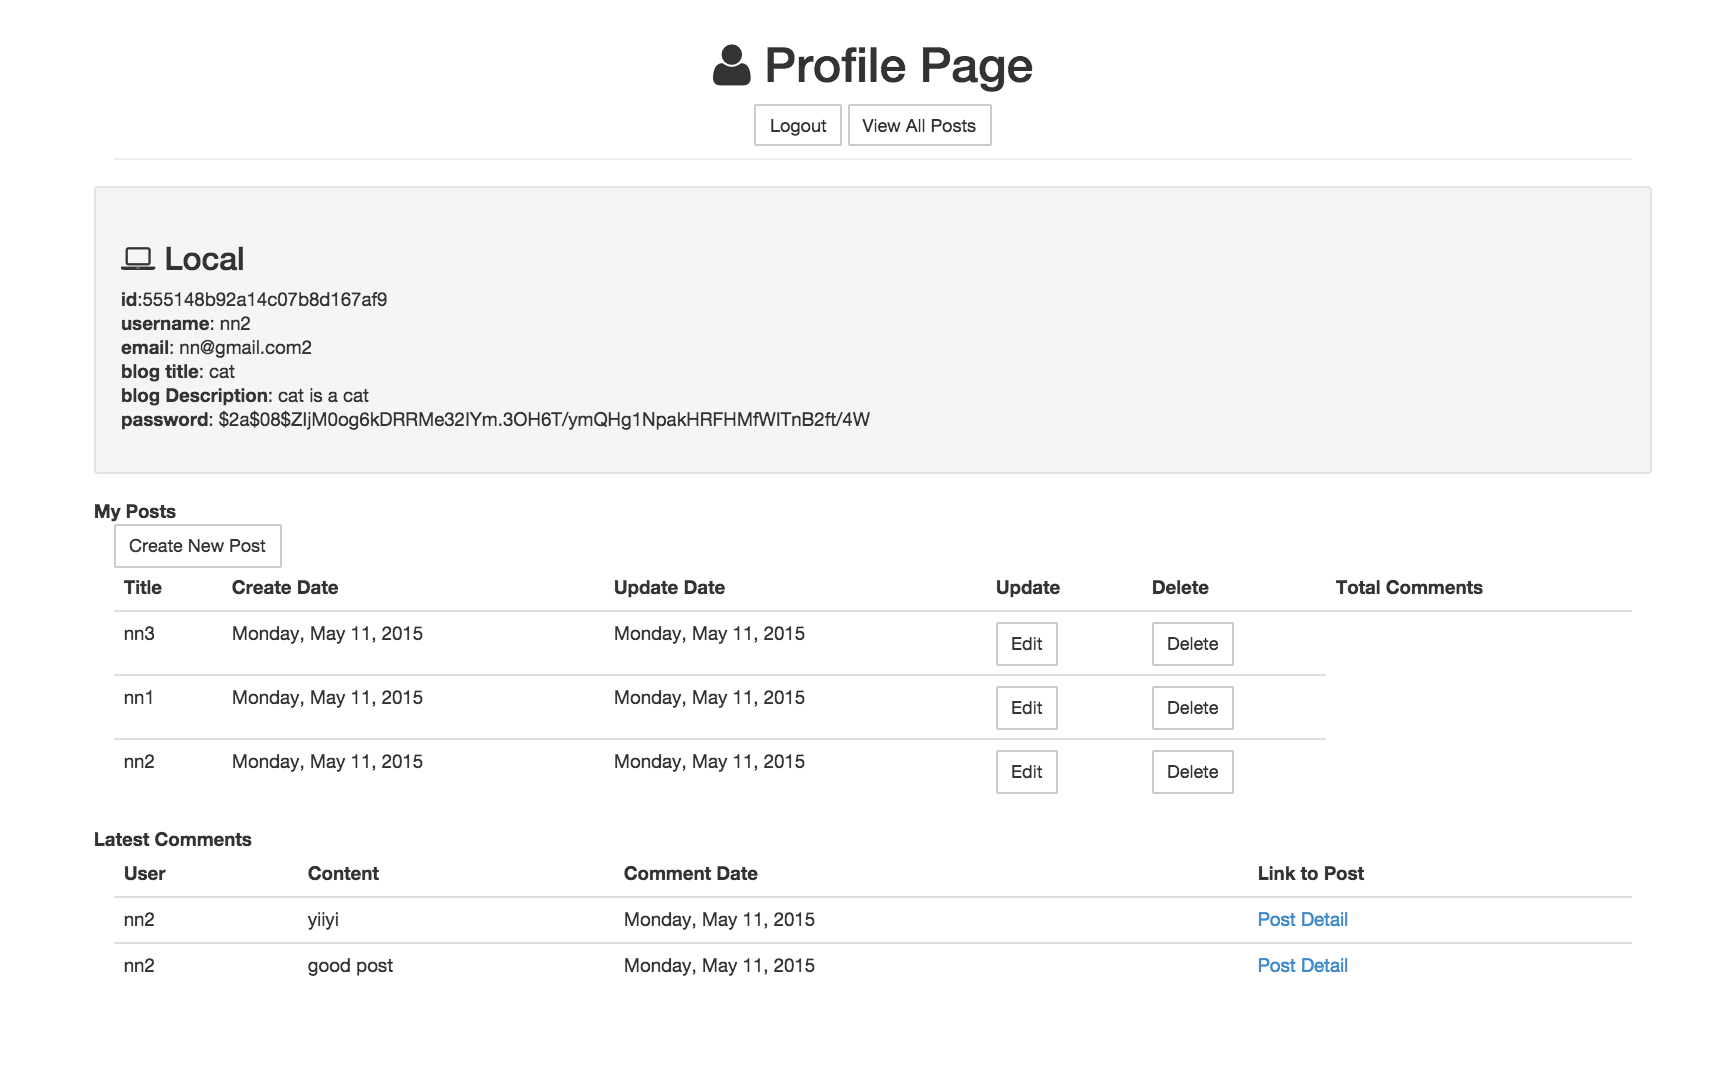 Profile Page
Logout View All Posts
Local
id:555148b92a14c07b8d167af9
username: nn2
email: nn@gmail.com2
blog title: cat
blog Description: cat is a cat
password: $2a$08$ZIjM0og6kDRRMe32IYm.3OH6T/ymQHg1NpakHRFHMfWITnB2ft/4W
My Posts
Create New Post
Title Create Date Update Date Update Delete Total Comments
nn3 Monday, May 11, 2015 Monday, May 11, 2015 Edit Delete
nn1 Monday, May 11, 2015 Monday, May 11, 2015 Edit Delete
nn2 Monday, May 11, 2015 Monday, May 11, 2015 Edit Delete
Latest Comments
User Content Comment Date Link to Post
nn2 yiiyi Monday, May 11, 2015 Post Detail
nn2 good post Monday, May 11, 2015 Post Detail